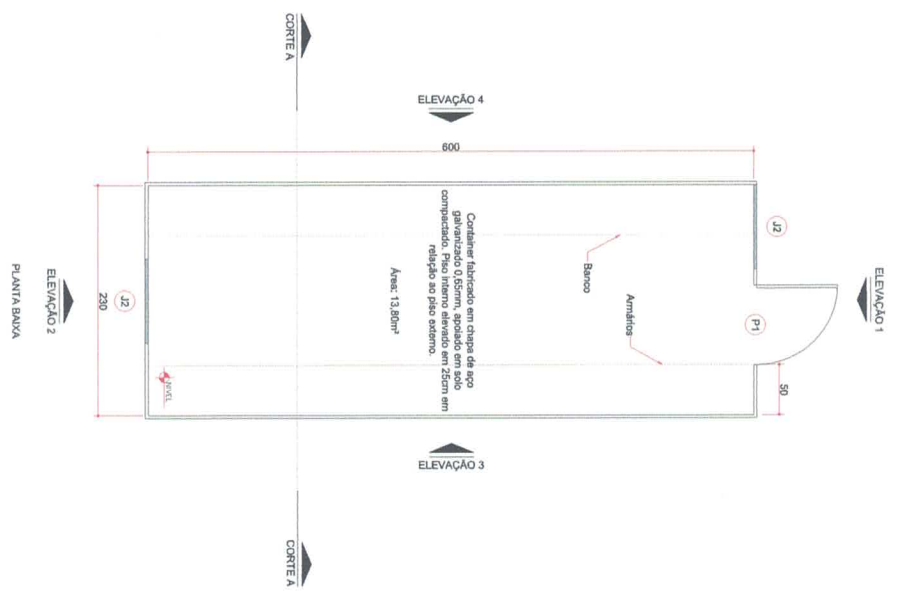 CORTE A
ELEVAÇÃO 4
600
J2
ELEVAÇÃO 1
Container fabricado em chapa de aço
galvanizado 0,65mm, apoiado em solo
compactado. Piso interno elevado em 25cm em
relação ao piso externo.
Banco
Área: 13,80m²
Armários
P1
50
ELEVAÇÃO 2
230
J2
NÍVEL
PLANTA BAIXA
ELEVAÇÃO 3
CORTE A